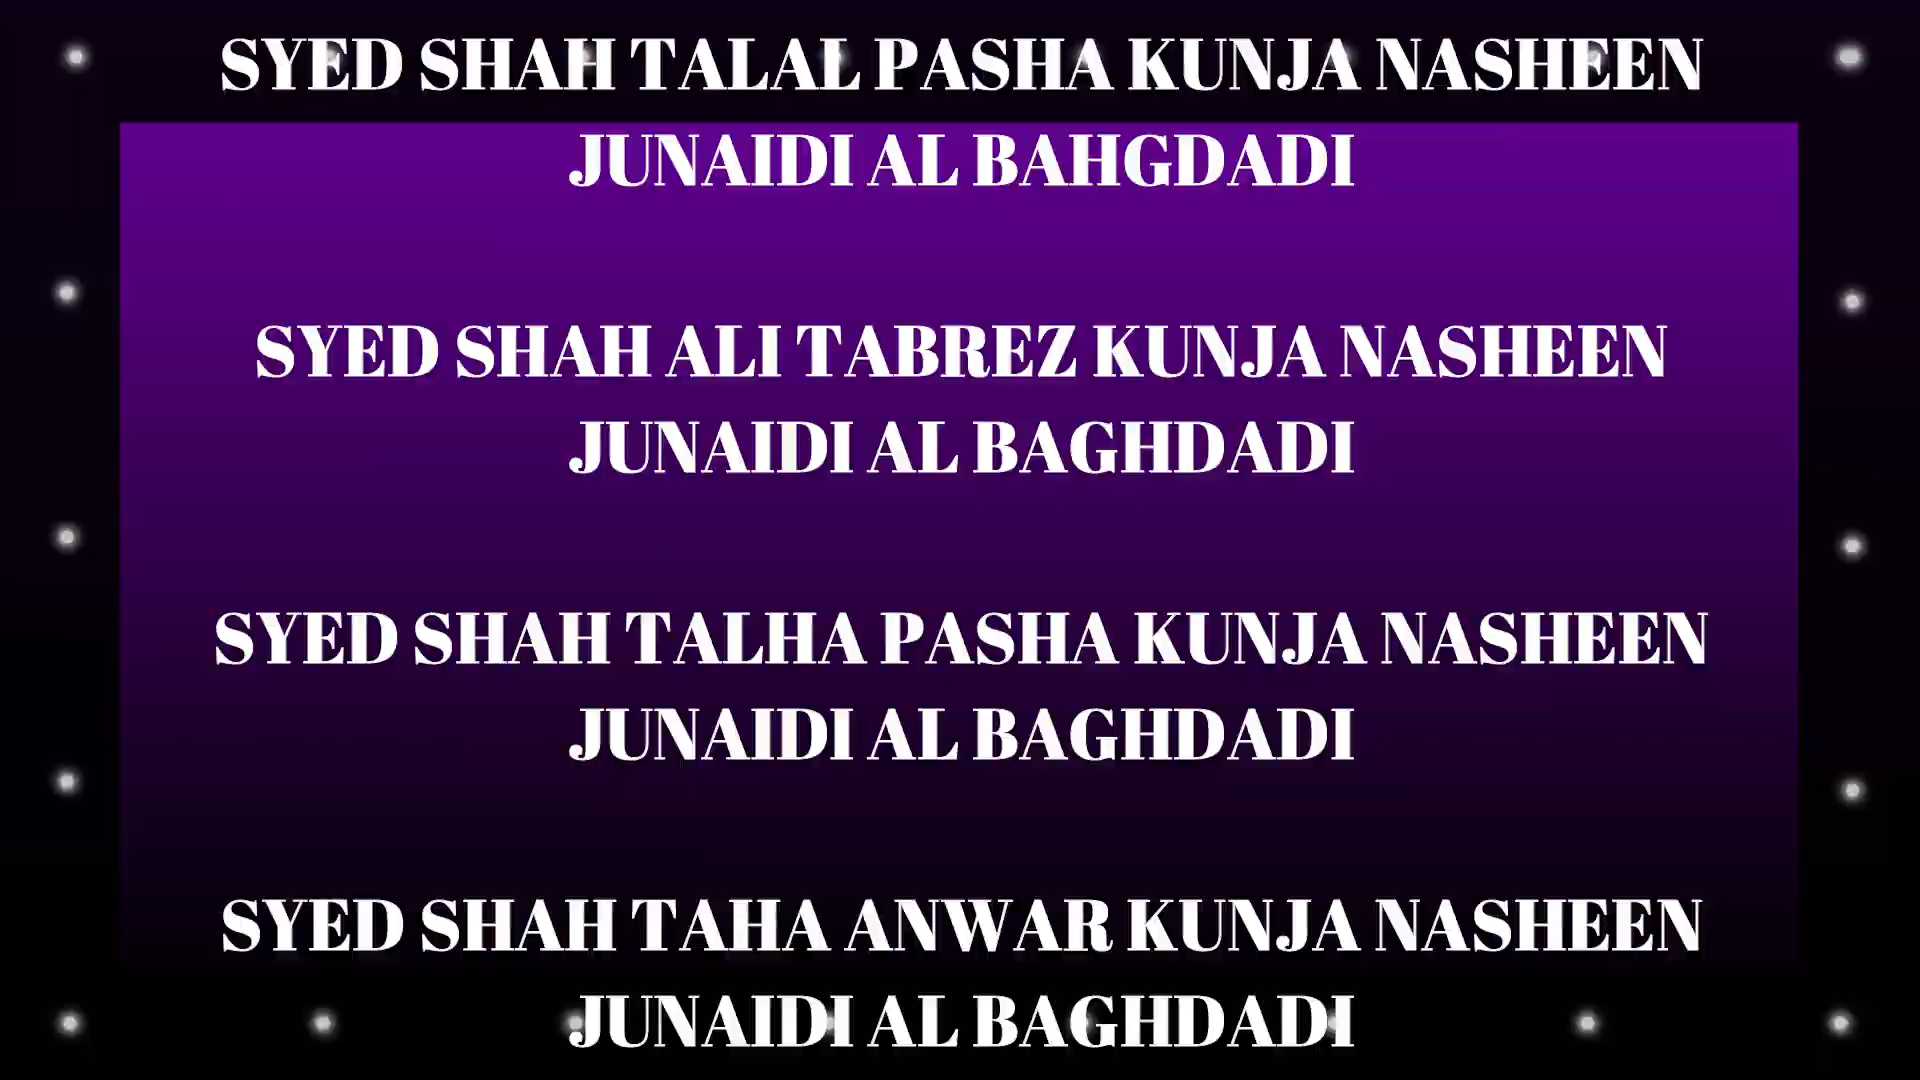 SYED SHAH TALAL PASHA KUNJA NASHEEN
JUNAIDI AL BAHGDADI
SYED SHAH ALI TABREZ KUNJA NASHEEN
JUNAIDI AL BAGHDADI
SYED SHAH TALHA PASHA KUNJA NASHEEN
JUNAIDI AL BAGHDADI
SYED SHAH TAHA ANWAR KUNJA NASHEEN
JUNAIDI AL BAGHDADI